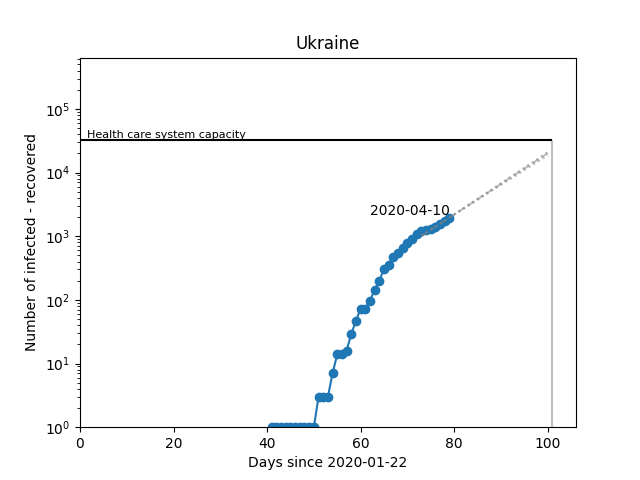 Ukraine
Number of infected - recovered
10^5
10^4
10^3
10^2
10^1
10^0
Health care system capacity
2020-04-10
0 20 40 60 80 100
Days since 2020-01-22